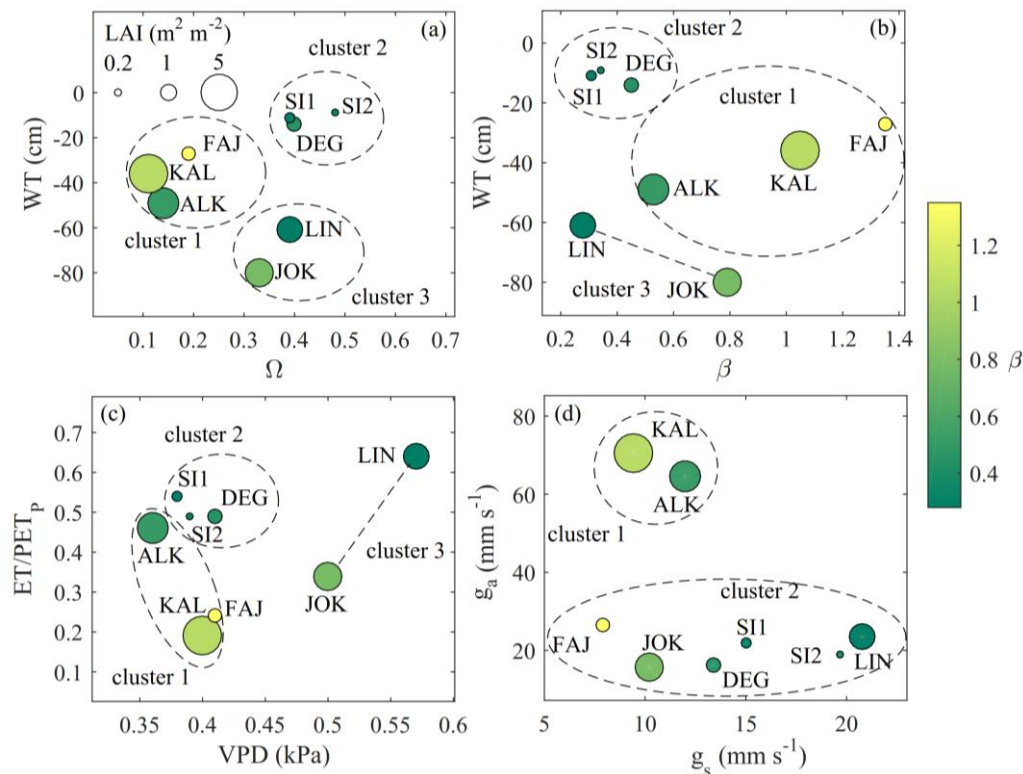 LAI (m² m⁻²)
0.2 1 5
(a)
cluster 2
SI1
SI2
DEG
FAJ
KAL
ALK
cluster 1
LIN
JOK
cluster 3
0
-20
-40
-60
-80
WT (cm)
0.1 0.2 0.3 0.4 0.5 0.6 0.7
Ω
(b)
cluster 2
SI2
DEG
SI1
cluster 1
FAJ
KAL
ALK
LIN
JOK
cluster 3
0
-20
-40
-60
-80
WT (cm)
0.2 0.4 0.6 0.8 1 1.2 1.4
β
1.2
1
0.8
0.6
0.4
β
(c)
cluster 2
SI1
DEG
SI2
ALK
LIN
cluster 3
JOK
KAL
FAJ
cluster 1
0.7
0.6
0.5
0.4
0.3
0.2
0.1
ET/PET_P
0.35 0.4 0.45 0.5 0.55 0.6
VPD (kPa)
(d)
KAL
ALK
cluster 1
cluster 2
FAJ
JOK
SI1
DEG
SI2
LIN
80
60
40
20
0
gₐ (mm s⁻¹)
5 10 15 20
gₛ (mm s⁻¹)